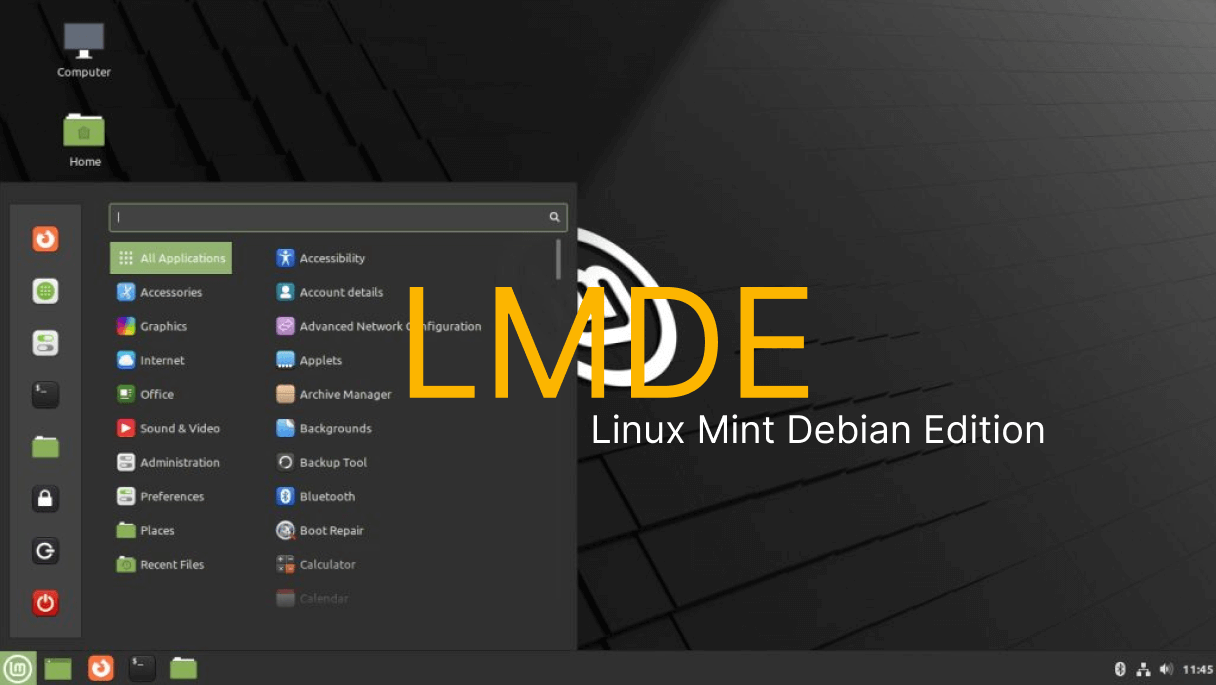 Computer
Home
All Applications
Accessories
Graphics
Internet
Office
Sound & Video
Administration
Preferences
Places
Recent Files
Accessibility
Account details
Advanced Network Configuration
Applets
Archive Manager
Backgrounds
Backup Tool
Bluetooth
Boot Repair
Calculator
Calendar
LMDE
Linux Mint Debian Edition
11:45